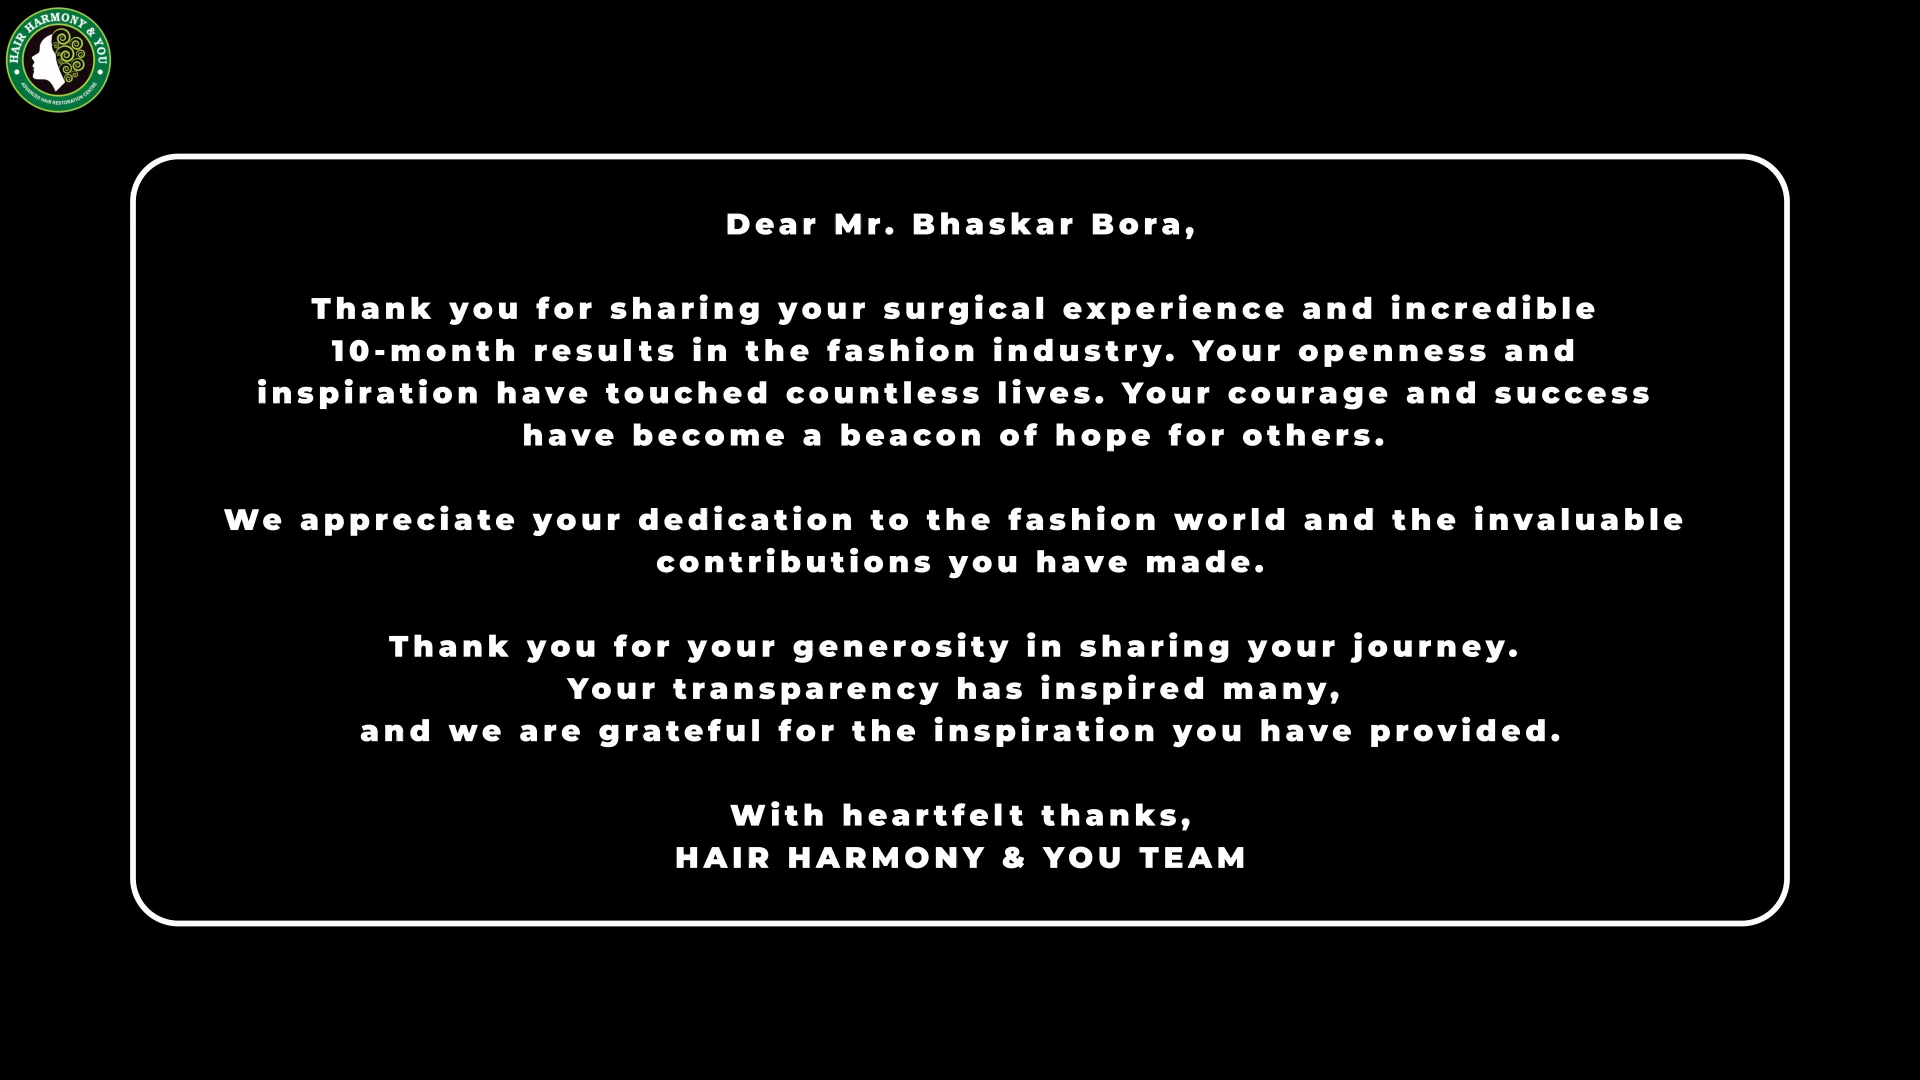 HAIR HARMONY & YOU
ADVANCED HAIR RESTORATION CENTRE
Dear Mr. Bhaskar Bora,
Thank you for sharing your surgical experience and incredible
10-month results in the fashion industry. Your openness and
inspiration have touched countless lives. Your courage and success
have become a beacon of hope for others.
We appreciate your dedication to the fashion world and the invaluable
contributions you have made.
Thank you for your generosity in sharing your journey.
Your transparency has inspired many,
and we are grateful for the inspiration you have provided.
With heartfelt thanks,
HAIR HARMONY & YOU TEAM